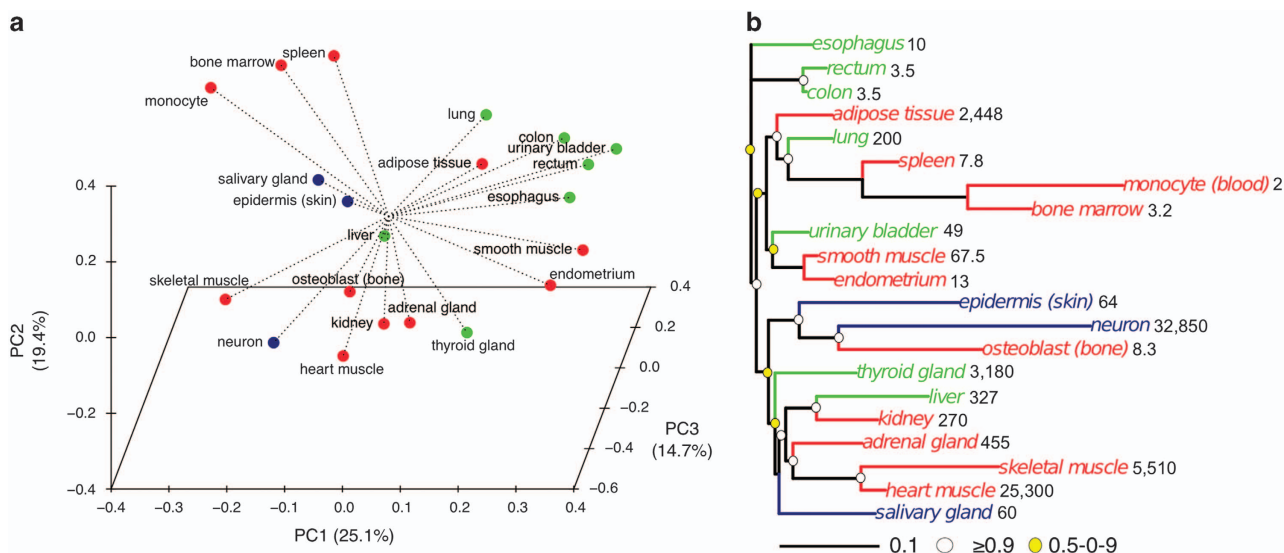 a
spleen
bone marrow
monocyte
lung
colon
urinary bladder
adipose tissue
rectum
salivary gland
epidermis (skin)
esophagus
liver
smooth muscle
skeletal muscle
osteoblast (bone)
endometrium
kidney
adrenal gland
neuron
thyroid gland
heart muscle
0.4
0.2
0.0
−0.2
−0.4
PC2
(19.4%)
0.4
0.2
0.0
−0.2
−0.4
−0.6
PC3
(14.7%)
−0.4
−0.3
−0.2
−0.1
0.0
0.1
0.2
0.3
0.4
0.5
PC1 (25.1%)
b
esophagus 10
rectum 3.5
colon 3.5
adipose tissue 2,448
lung 200
spleen 7.8
monocyte (blood) 2
bone marrow 3.2
urinary bladder 49
smooth muscle 67.5
endometrium 13
epidermis (skin) 64
neuron 32,850
osteoblast (bone) 8.3
thyroid gland 3,180
liver 327
kidney 270
adrenal gland 455
skeletal muscle 5,510
heart muscle 25,300
salivary gland 60
0.1 ≥0.9 0.5-0-9